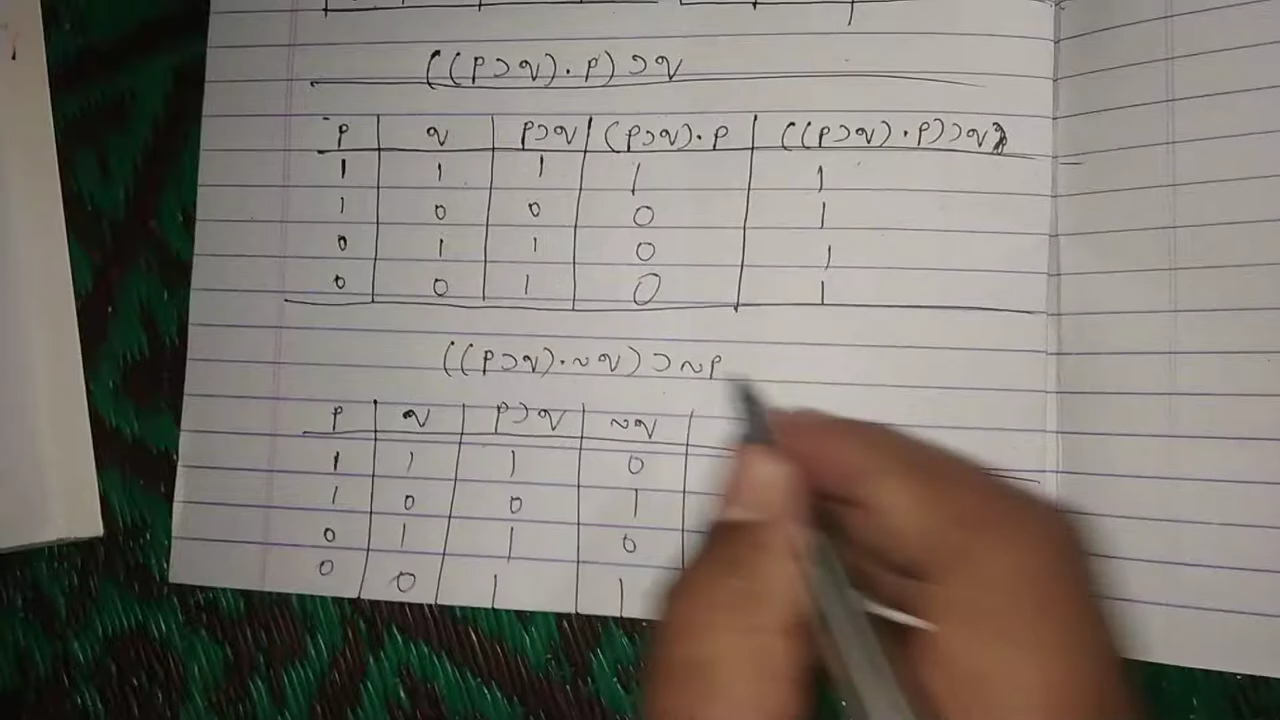 ((p⊃q)·p)⊃q
p q p⊃q (p⊃q)·p ((p⊃q)·p)⊃q)
1 1 1 1 1
1 0 0 0 1
0 1 1 0 1
0 0 1 0 1
((p⊃q)·~q)⊃~p
p q p⊃q ~q
1 1 1 0
1 0 0 1
0 1 1 0
0 0 1 1